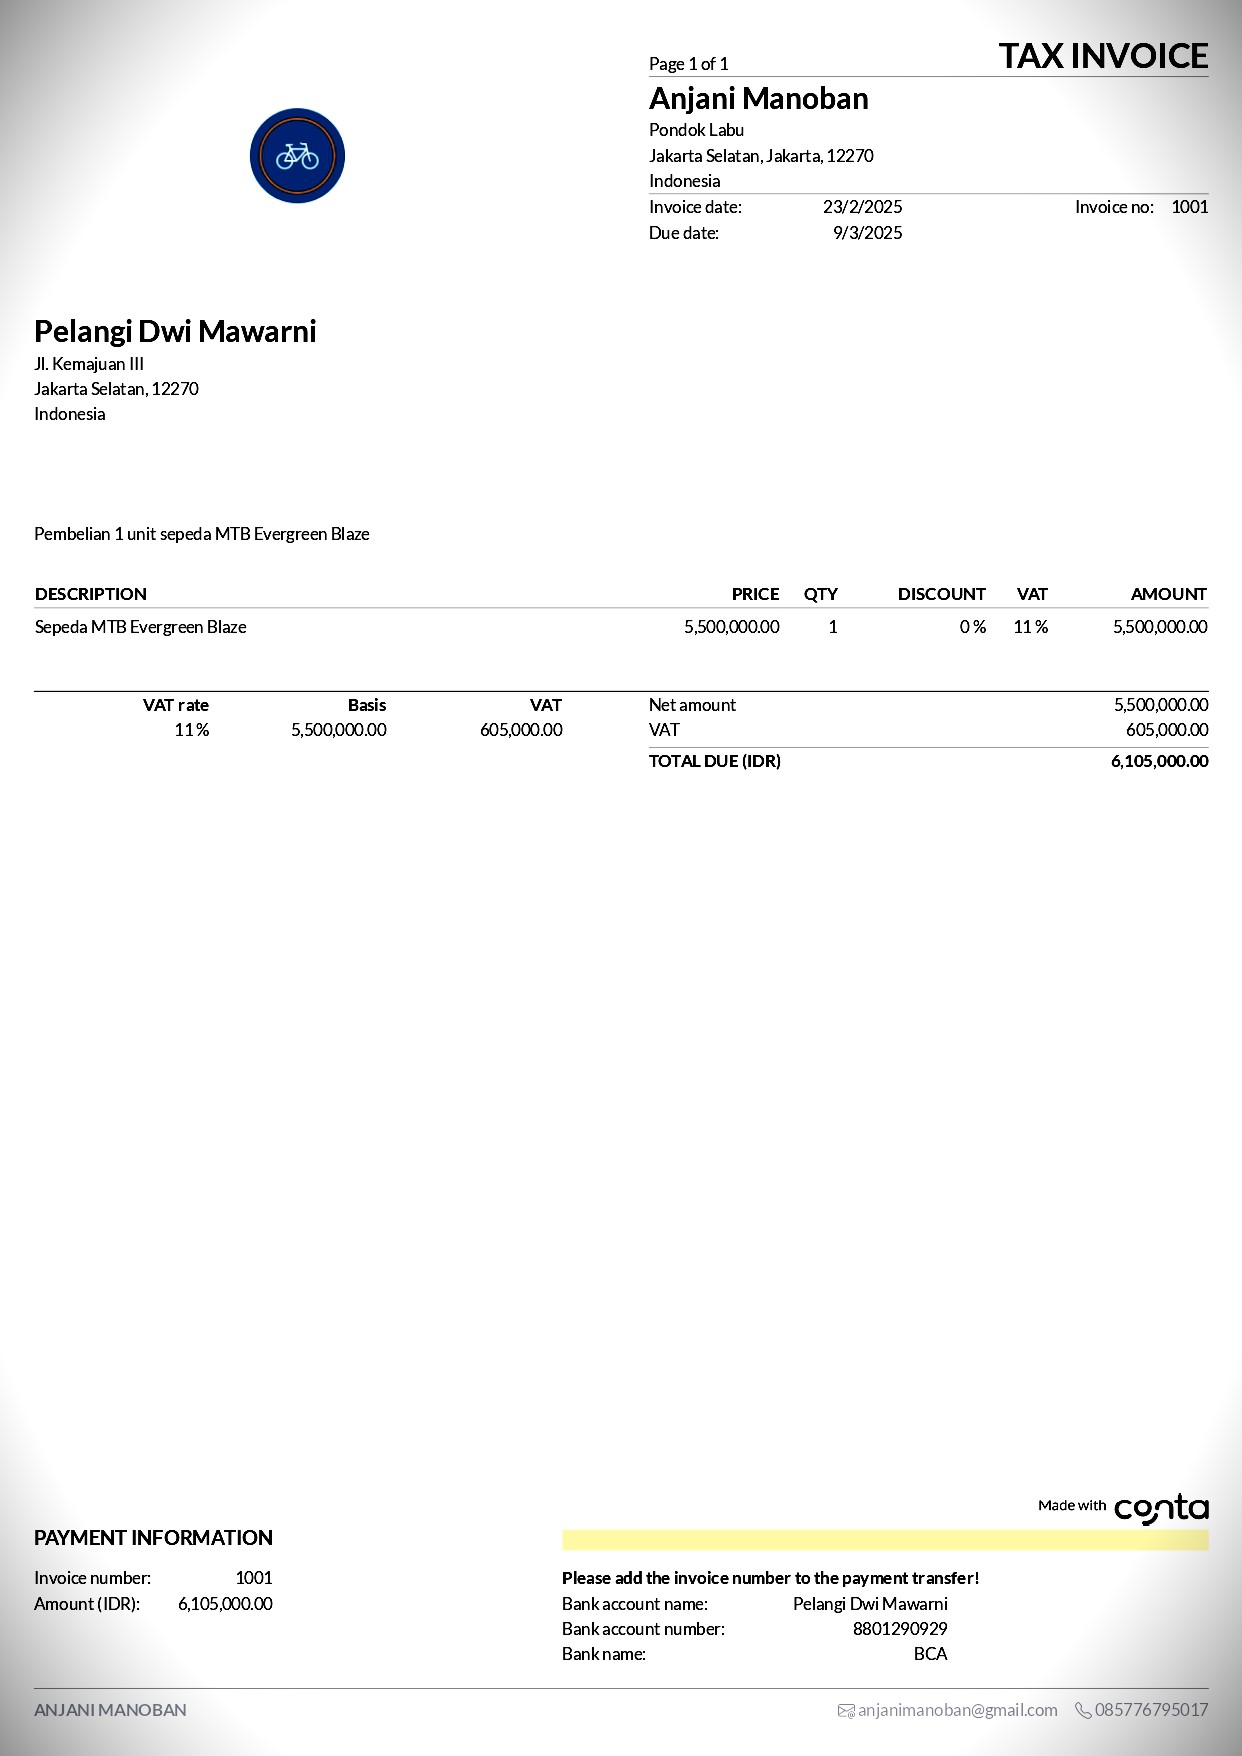 Page 1 of 1
TAX INVOICE
Anjani Manoban
Pondok Labu
Jakarta Selatan, Jakarta, 12270
Indonesia
Invoice date: 23/2/2025 Invoice no: 1001
Due date: 9/3/2025
Pelangi Dwi Mawarni
Jl. Kemajuan III
Jakarta Selatan, 12270
Indonesia
Pembelian 1 unit sepeda MTB Evergreen Blaze
DESCRIPTION PRICE QTY DISCOUNT VAT AMOUNT
Sepeda MTB Evergreen Blaze 5,500,000.00 1 0 % 11 % 5,500,000.00
VAT rate Basis VAT
11 % 5,500,000.00 605,000.00
Net amount 5,500,000.00
VAT 605,000.00
TOTAL DUE (IDR) 6,105,000.00
Made with conta
PAYMENT INFORMATION
Invoice number: 1001
Amount (IDR): 6,105,000.00
Please add the invoice number to the payment transfer!
Bank account name: Pelangi Dwi Mawarni
Bank account number: 8801290929
Bank name: BCA
ANJANI MANOBAN anjanimanoban@gmail.com 085776795017